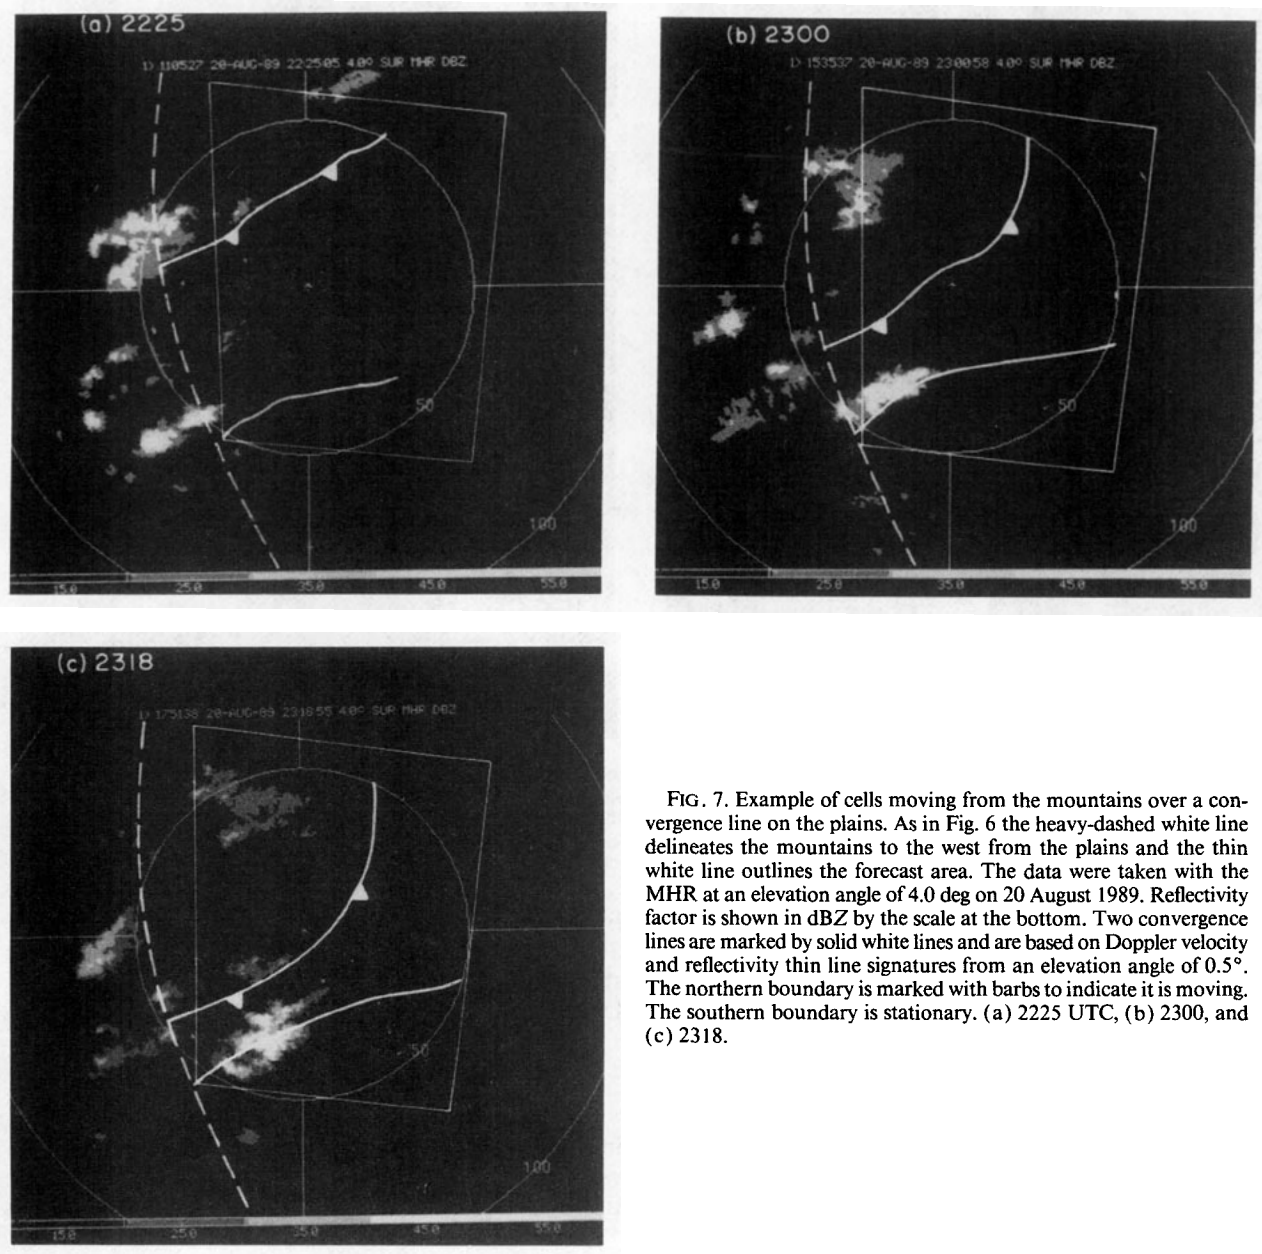 (a) 2225
1) 110527 20-AUG-89 22:25:05 4.0° SUR MHR DBZ
50
100
15.0 25.0 35.0 45.0 55.0
(b) 2300
1) 153537 20-AUG-89 23:00:58 4.0° SUR MHR DBZ
50
100
15.0 25.0 35.0 45.0 55.0
(c) 2318
1) 175138 20-AUG-89 23:18:55 4.0° SUR MHR DBZ
50
100
15.0 25.0 35.0 45.0 55.0
FIG. 7. Example of cells moving from the mountains over a con-
vergence line on the plains. As in Fig. 6 the heavy-dashed white line
delineates the mountains to the west from the plains and the thin
white line outlines the forecast area. The data were taken with the
MHR at an elevation angle of 4.0 deg on 20 August 1989. Reflectivity
factor is shown in dBZ by the scale at the bottom. Two convergence
lines are marked by solid white lines and are based on Doppler velocity
and reflectivity thin line signatures from an elevation angle of 0.5°.
The northern boundary is marked with barbs to indicate it is moving.
The southern boundary is stationary. (a) 2225 UTC, (b) 2300, and
(c) 2318.